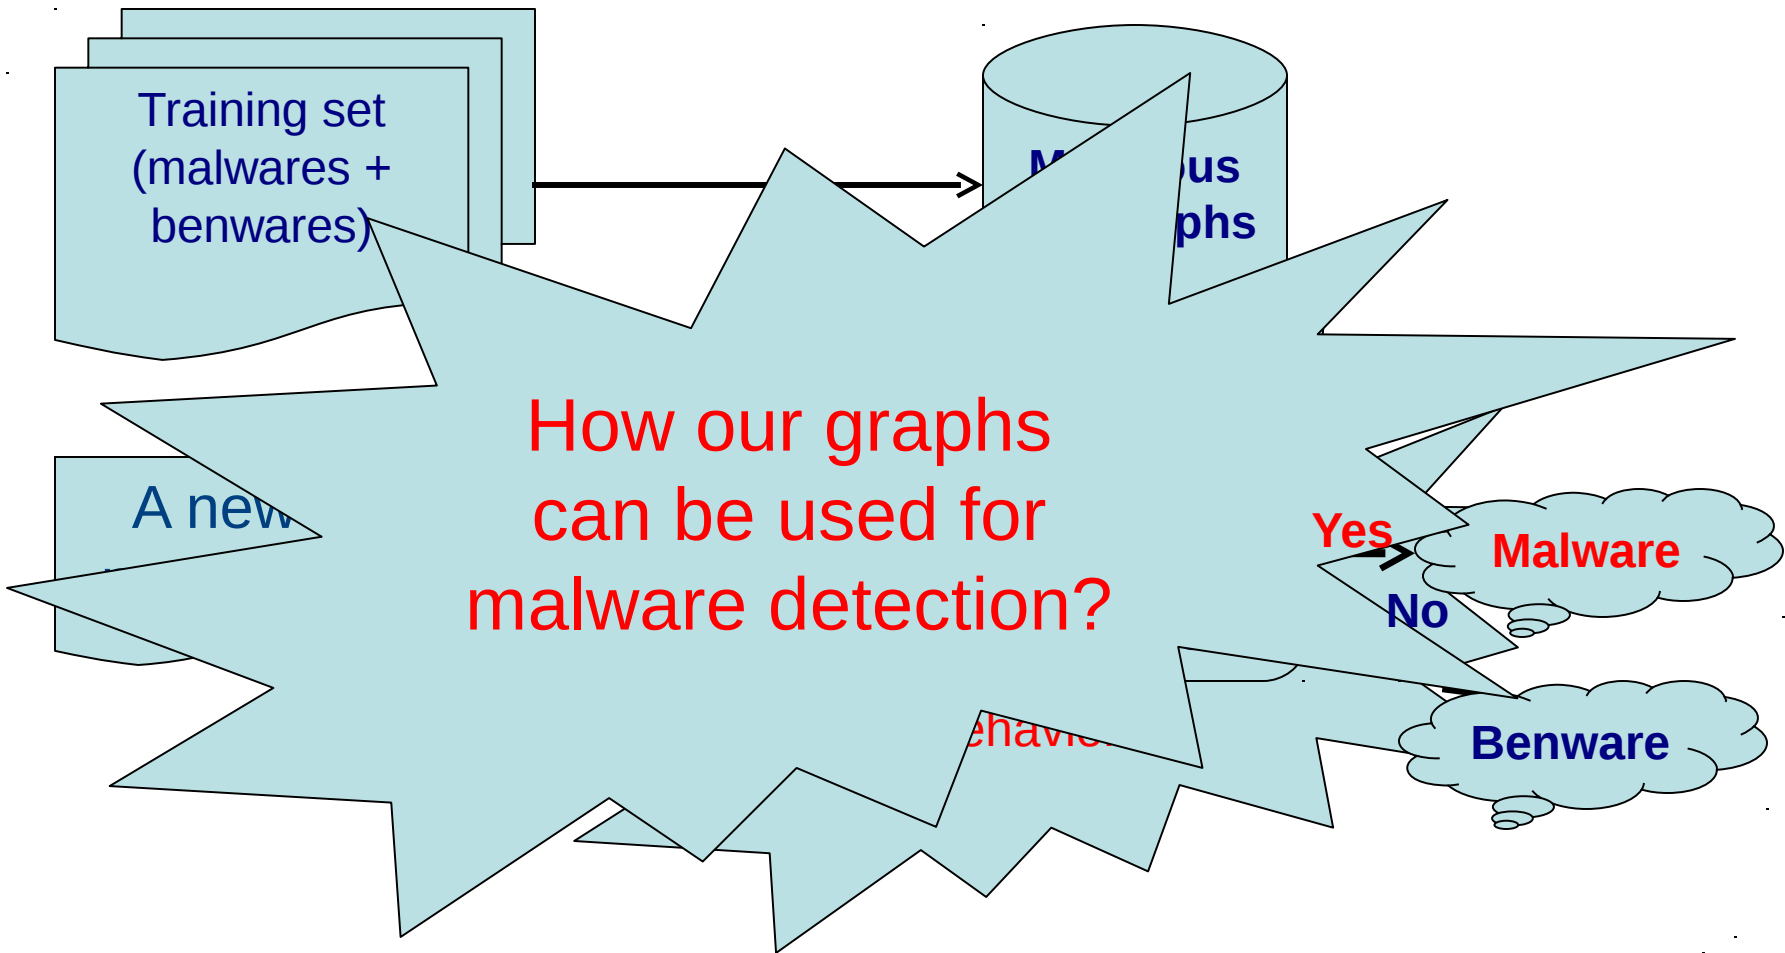 Training set
(malwares +
benwares)
A new
How our graphs
can be used for
malware detection?
Yes
Malware
No
Benware